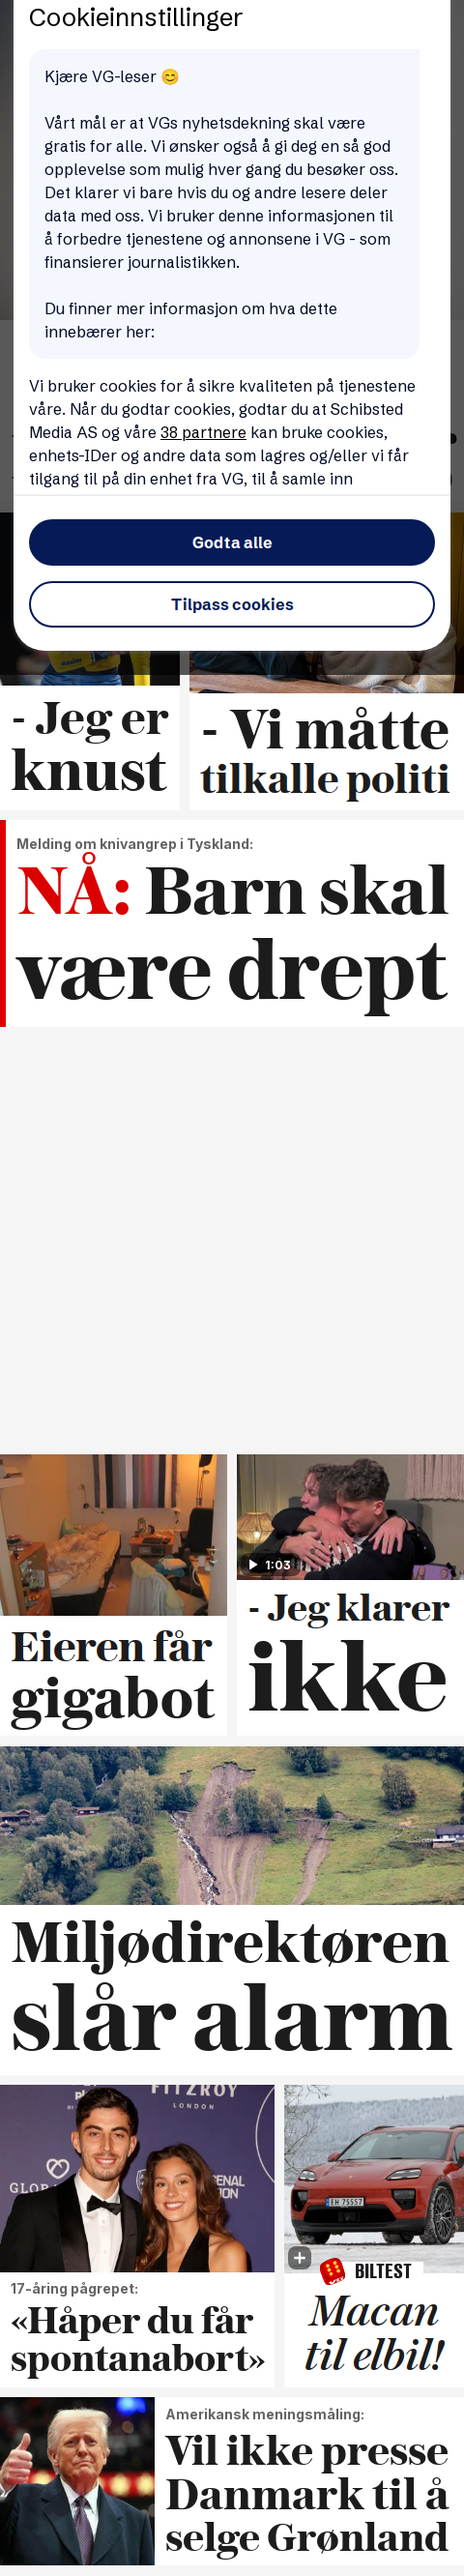 Cookieinnstillinger
Kjære VG-leser 😊
Vårt mål er at VGs nyhetsdekning skal være
gratis for alle. Vi ønsker også å gi deg en så god
opplevelse som mulig hver gang du besøker oss.
Det klarer vi bare hvis du og andre lesere deler
data med oss. Vi bruker denne informasjonen til
å forbedre tjenestene og annonsene i VG - som
finansierer journalistikken.
Du finner mer informasjon om hva dette
innebærer her:
Vi bruker cookies for å sikre kvaliteten på tjenestene
våre. Når du godtar cookies, godtar du at Schibsted
Media AS og våre 38 partnere kan bruke cookies,
enhets-IDer og andre data som lagres og/eller vi får
tilgang til på din enhet fra VG, til å samle inn
Godta alle
Tilpass cookies
- Jeg er
knust
- Vi måtte
tilkalle politi
Melding om knivangrep i Tyskland:
NÅ: Barn skal
være drept
Eieren får
gigabot
1:03
- Jeg klarer
ikke
Miljødirektøren
slår alarm
FITZROY
LONDON
17-åring pågrepet:
«Håper du får
spontanabort»
BILTEST
Macan
til elbil!
Amerikansk meningsmåling:
Vil ikke presse
Danmark til å
selge Grønland